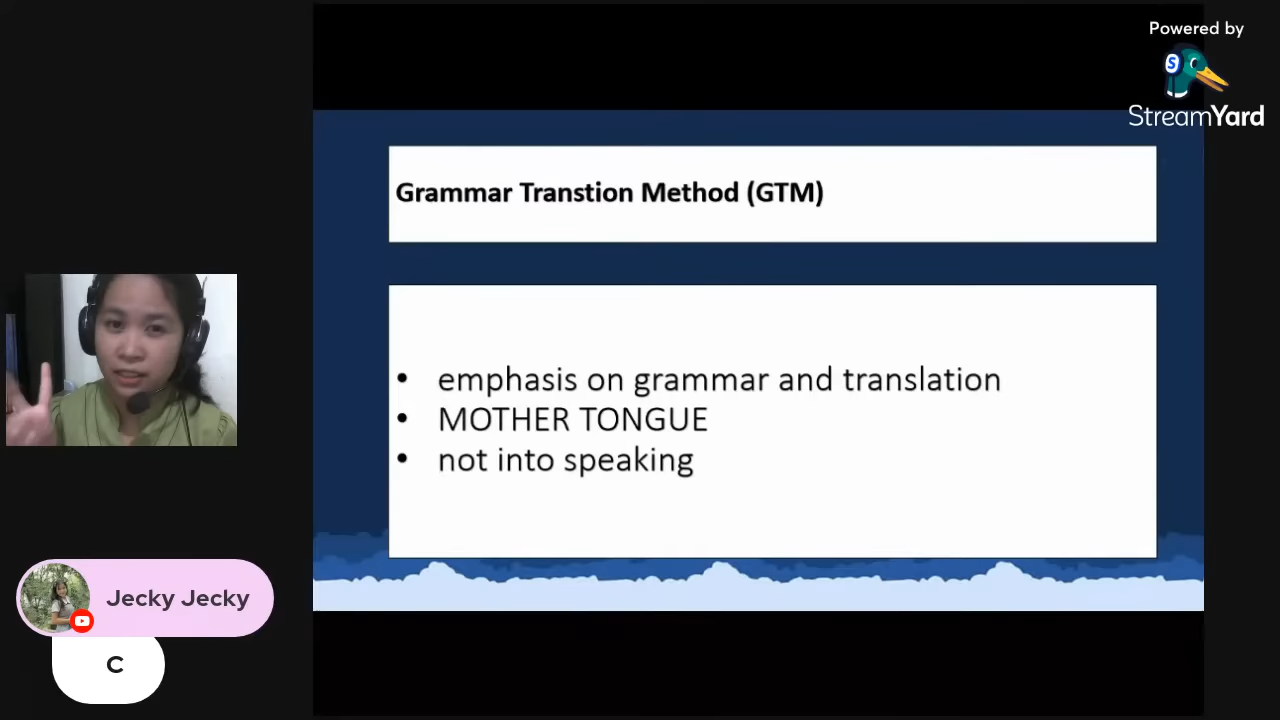 Powered by
S
StreamYard
Grammar Transtion Method (GTM)
• emphasis on grammar and translation
• MOTHER TONGUE
• not into speaking
Jecky Jecky
C